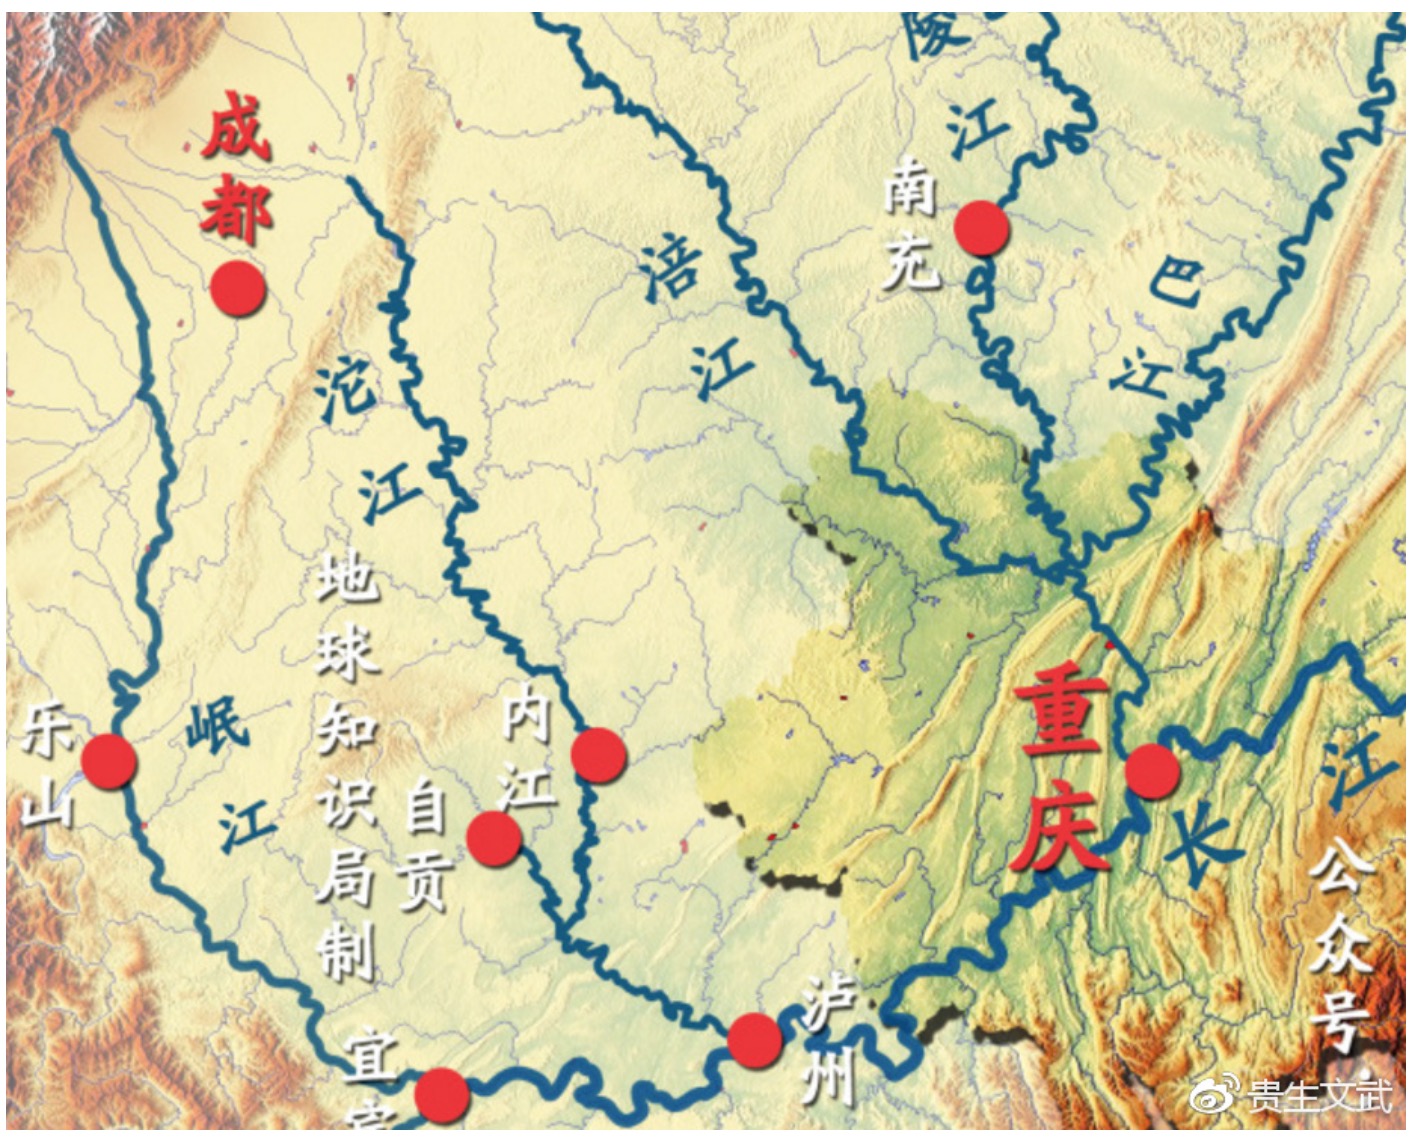 陵江
成都
南充
涪江
巴江
沱江
地球知识局制
重庆
内江
乐山
岷江
自贡
长江
公众号：
泸州
宜宾
贵生文武